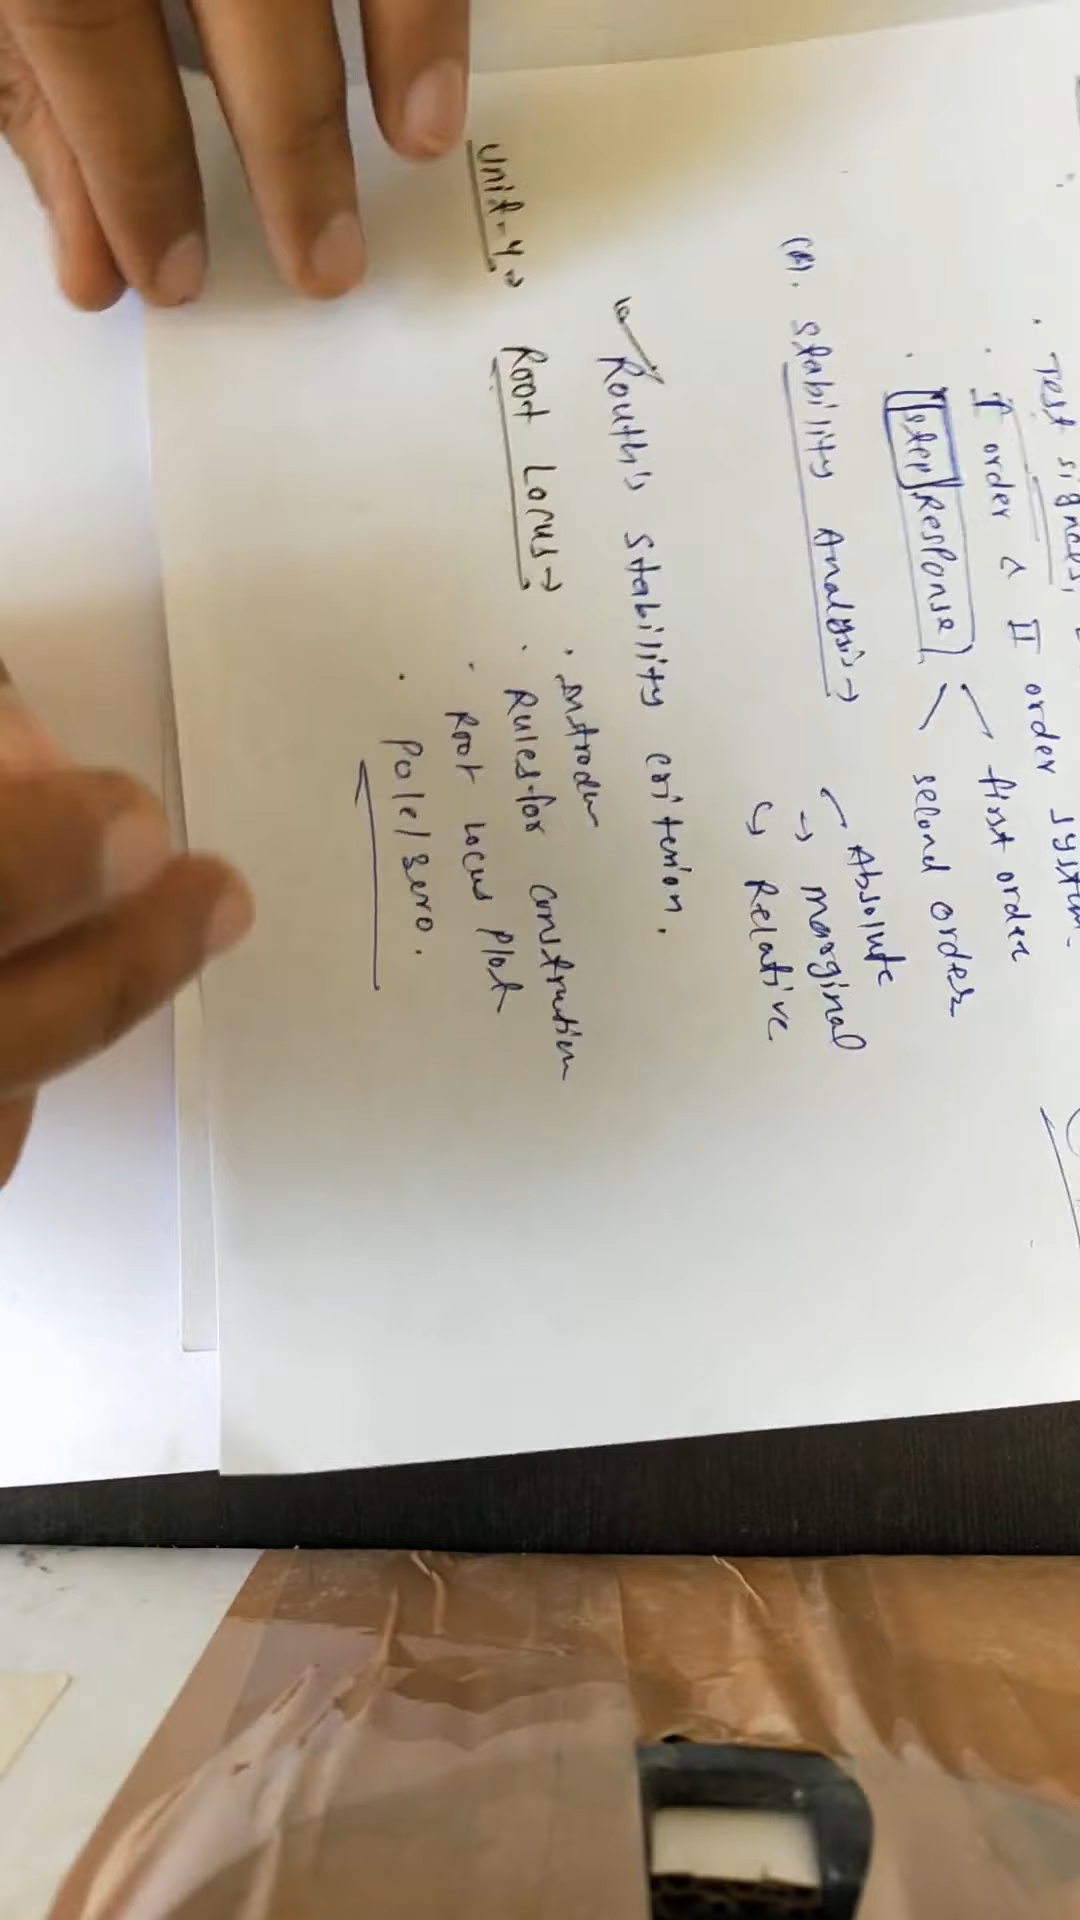 · Test signals,
· I order & II order system.
· Step Response < first order
second order
(B). Stability Analysis → Absolute
→ marginal
↳ Relative
Routh's stability criterion.
Unit-4→ Root Locus→ · Introdu
· Rules for construction
· Root Locus Plot
· Pole/zero.